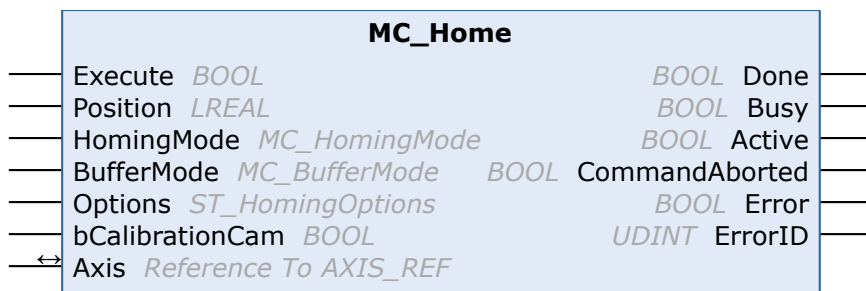 MC_Home
Execute BOOL BOOL Done
Position LREAL BOOL Busy
HomingMode MC_HomingMode BOOL Active
BufferMode MC_BufferMode BOOL CommandAborted
Options ST_HomingOptions BOOL Error
bCalibrationCam BOOL UDINT ErrorID
Axis Reference To AXIS_REF